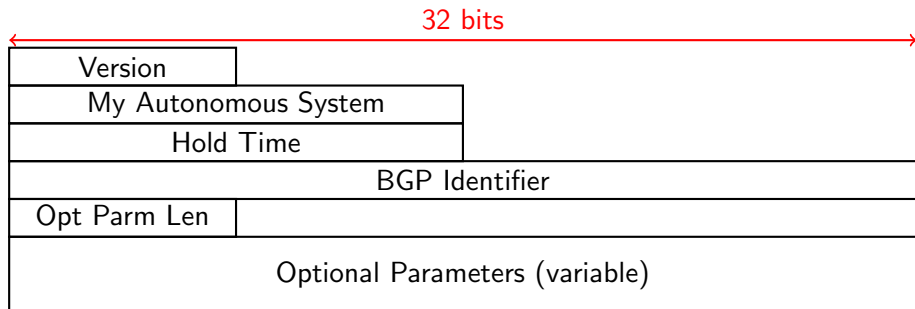 32 bits
Version
My Autonomous System
Hold Time
BGP Identifier
Opt Parm Len
Optional Parameters (variable)